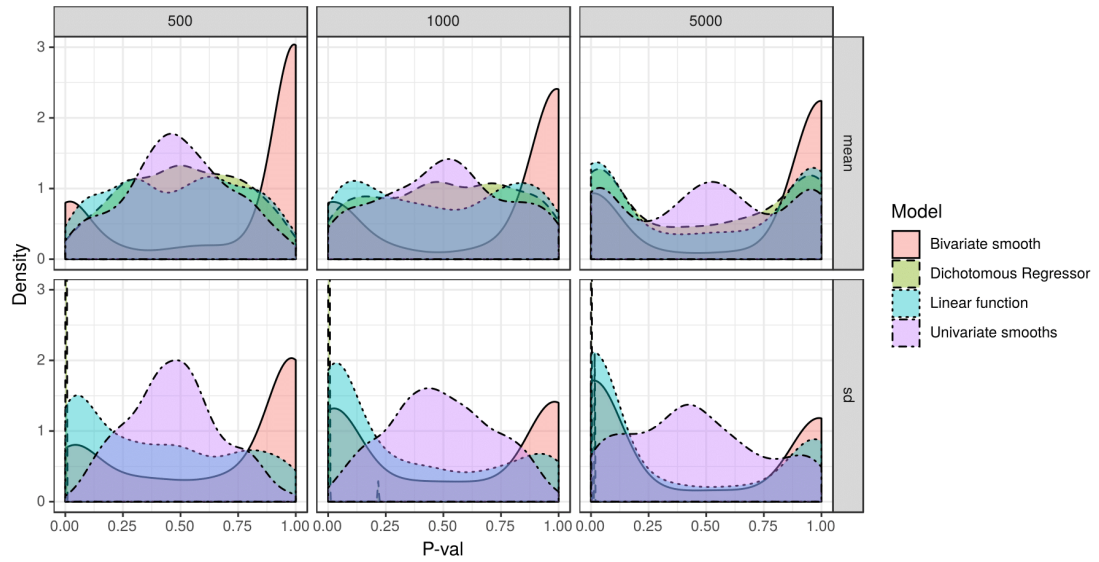 500 1000 5000
3
2
1
0
mean
3
2
1
0
sd
Density
0.00 0.25 0.50 0.75 1.00 0.00 0.25 0.50 0.75 1.00 0.00 0.25 0.50 0.75 1.00
P-val
Model
Bivariate smooth
Dichotomous Regressor
Linear function
Univariate smooths